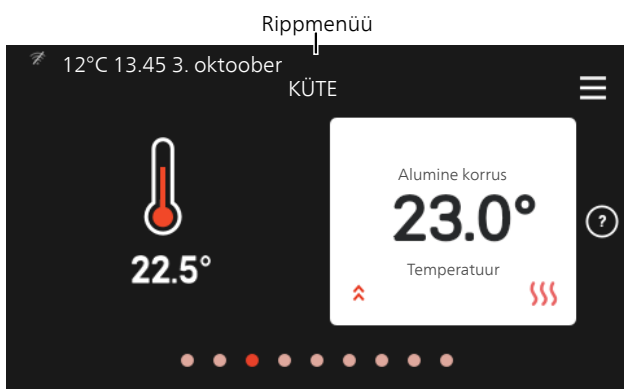 Rippmenüü
12°C 13.45 3. oktoober
KÜTE
22.5°
Alumine korrus
23.0°
Temperatuur
?